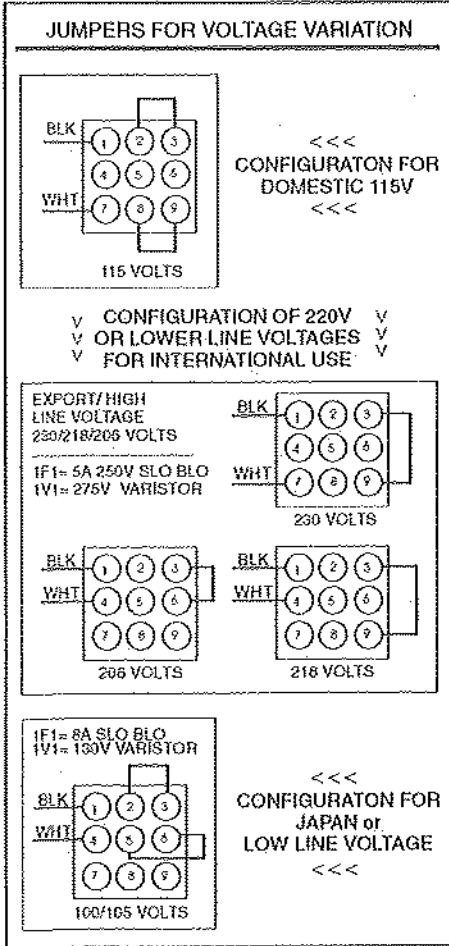 JUMPERS FOR VOLTAGE VARIATION
BLK
1 2 3
4 5 6
WHT
7 8 9
115 VOLTS
<<<
CONFIGURATON FOR
DOMESTIC 115V
<<<
V CONFIGURATION OF 220V V
V OR LOWER LINE VOLTAGES V
V FOR INTERNATIONAL USE V
EXPORT/HIGH
LINE VOLTAGE
230/218/206 VOLTS
1F1= 5A 250V SLO BLO
1V1= 275V VARISTOR
BLK
1 2 3
4 5 6
WHT
7 8 9
230 VOLTS
BLK
1 2 3
WHT
4 5 6
7 8 9
206 VOLTS
BLK
1 2 3
WHT
4 5 6
7 8 9
218 VOLTS
1F1= 8A SLO BLO
1V1= 130V VARISTOR
BLK
1 2 3
WHT
4 5 6
7 8 9
100/105 VOLTS
<<<
CONFIGURATON FOR
JAPAN or
LOW LINE VOLTAGE
<<<